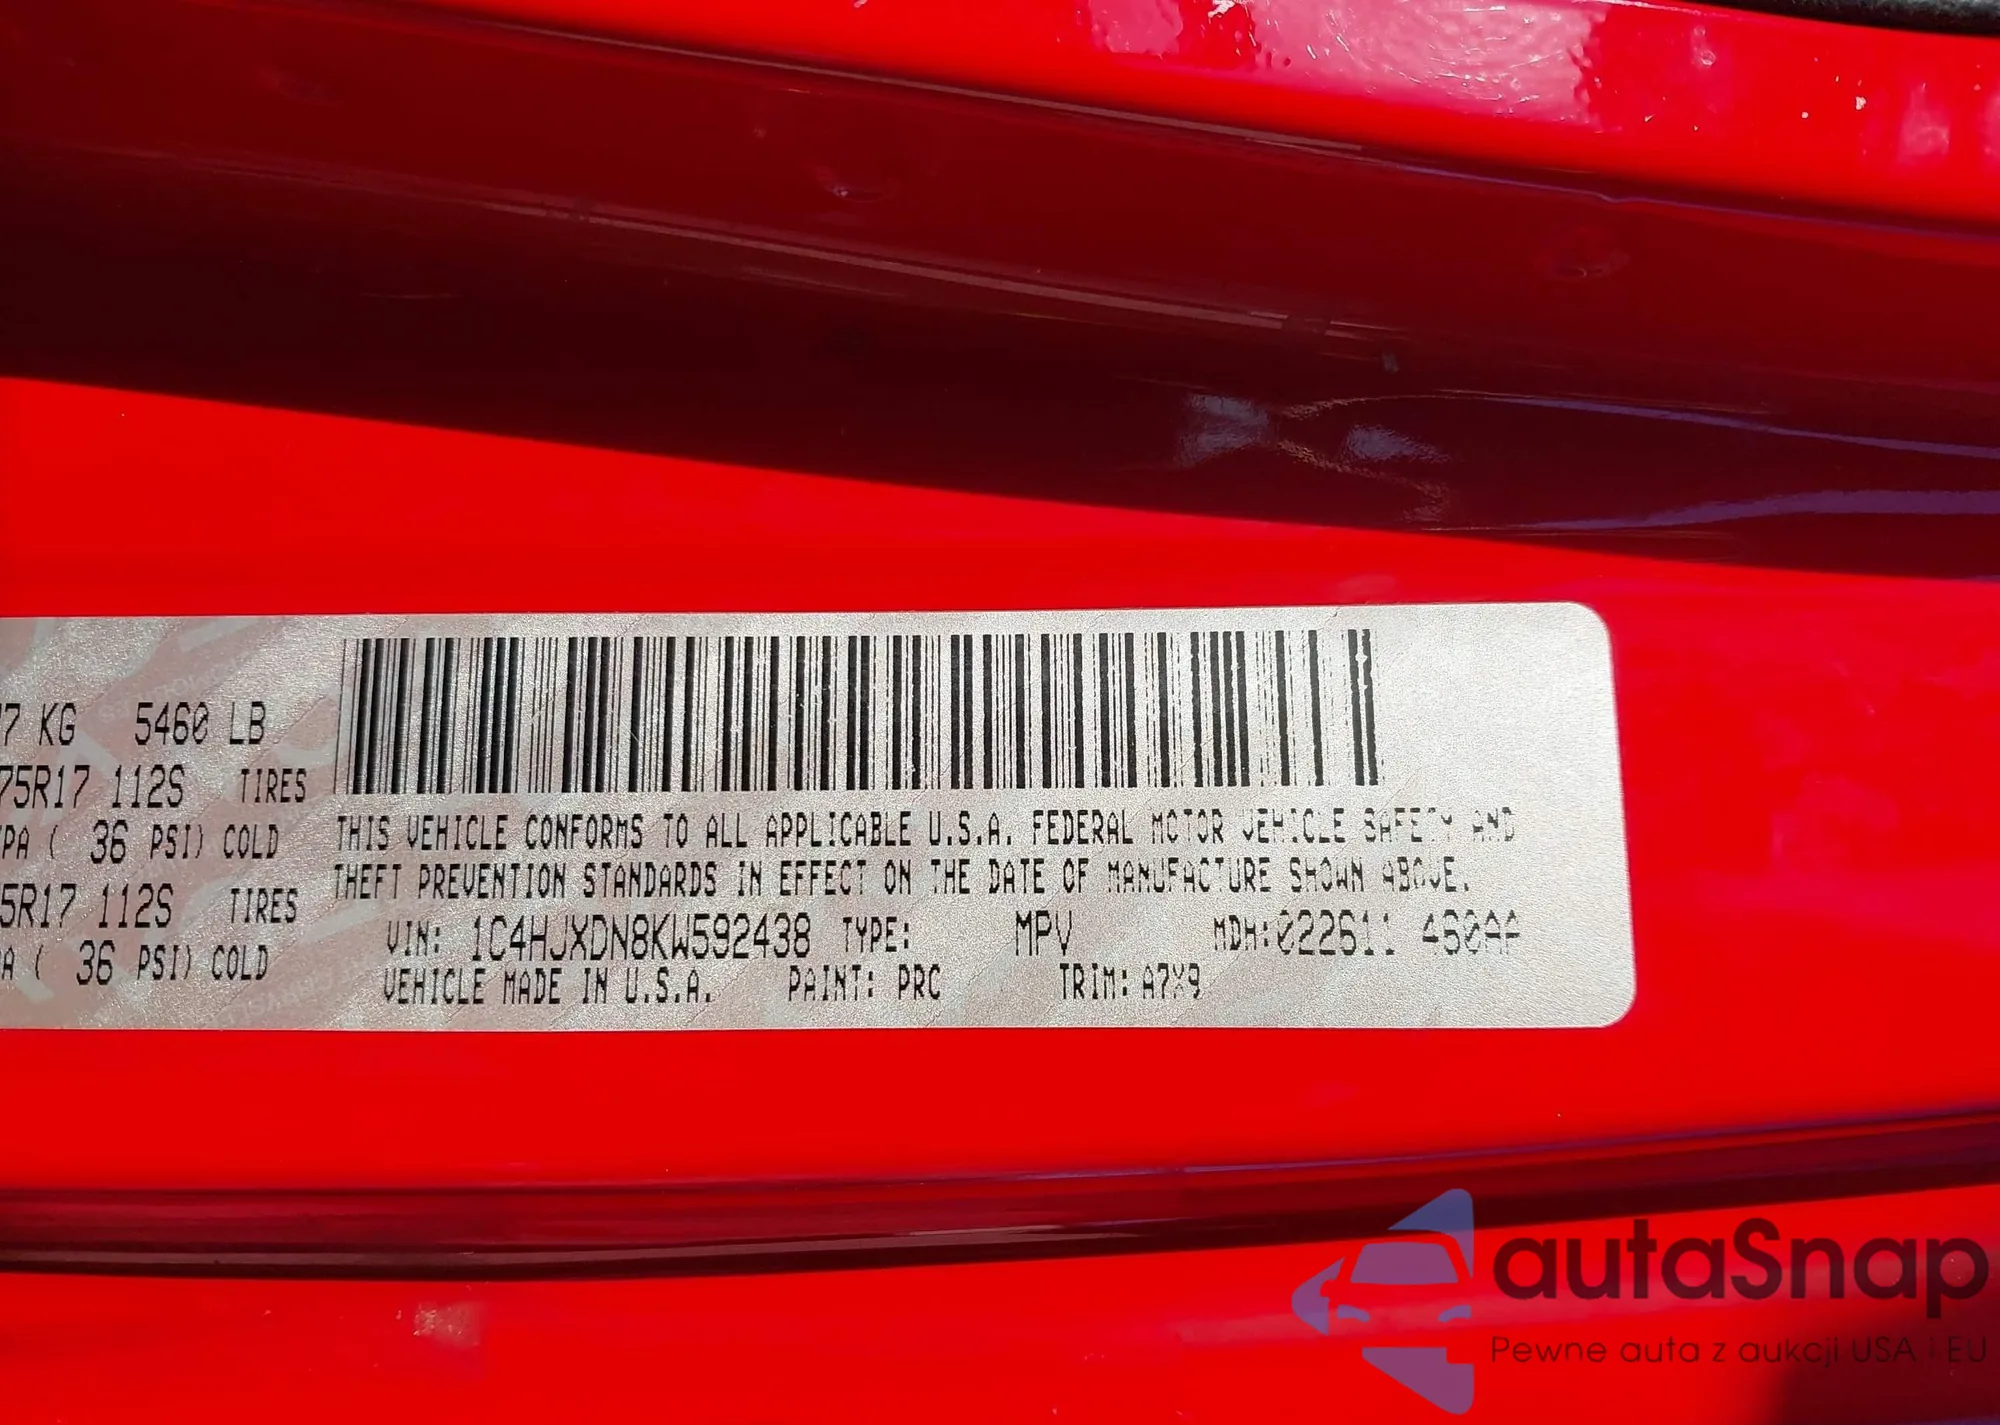 7 KG 5460 LB
75R17 112S TIRES
PA ( 36 PSI) COLD
5R17 112S TIRES
A ( 36 PSI) COLD
THIS VEHICLE CONFORMS TO ALL APPLICABLE U.S.A. FEDERAL MOTOR VEHICLE SAFETY AND
THEFT PREVENTION STANDARDS IN EFFECT ON THE DATE OF MANUFACTURE SHOWN ABOVE.
VIN: 1C4HJXDN8KW592438 TYPE: MPV MDH:022611 460AA
VEHICLE MADE IN U.S.A. PAINT: PRC TRIM: A7X9
autaSnap
Pewne auta z aukcji USA i EU